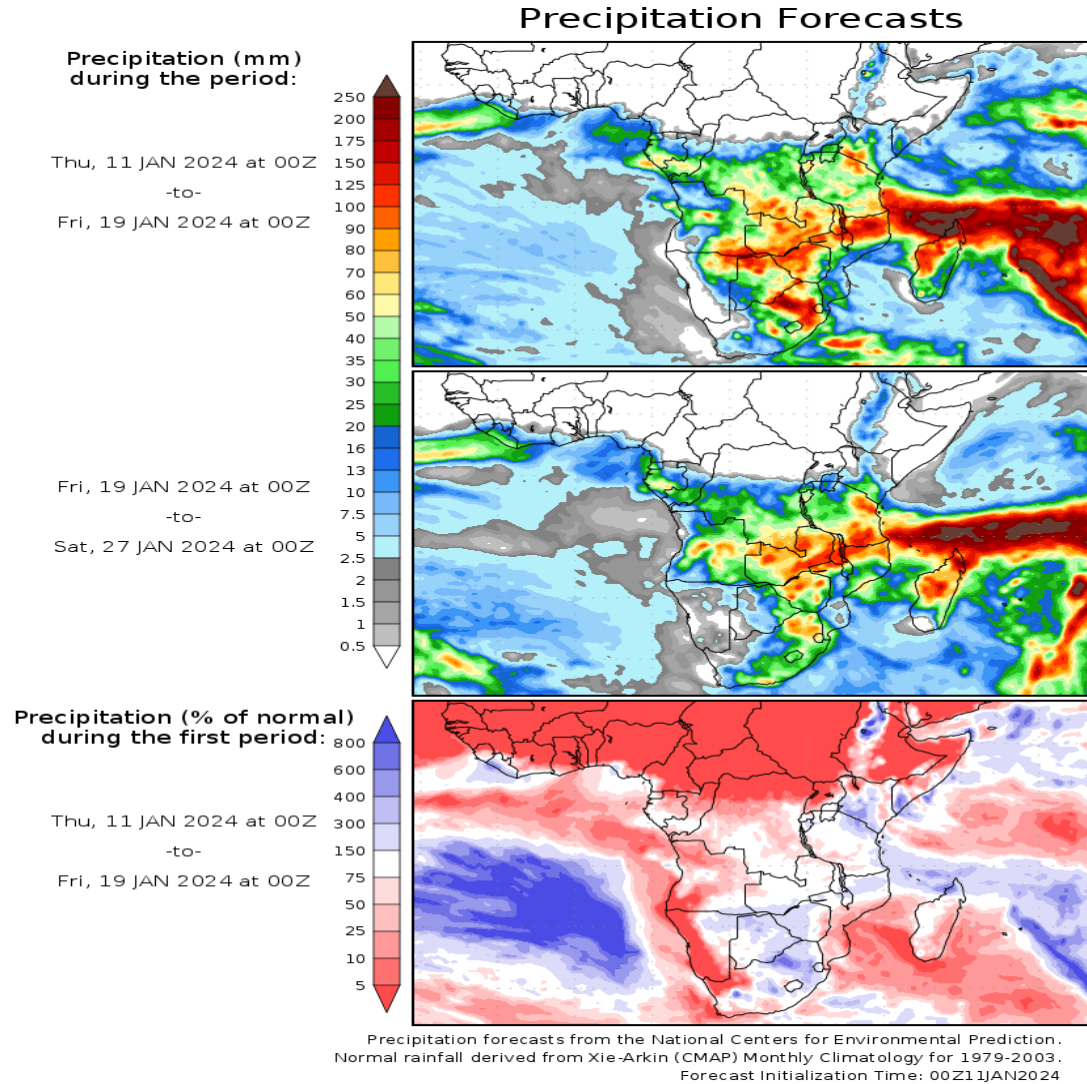 Precipitation Forecasts
Precipitation (mm)
during the period:
250
200
175
150
125
100
90
80
70
60
50
40
35
30
25
20
16
13
10
7.5
5
2.5
2
1.5
1
0.5
Thu, 11 JAN 2024 at 00Z
-to-
Fri, 19 JAN 2024 at 00Z
Fri, 19 JAN 2024 at 00Z
-to-
Sat, 27 JAN 2024 at 00Z
Precipitation (% of normal)
during the first period:
800
600
400
300
150
75
50
25
10
5
Thu, 11 JAN 2024 at 00Z
-to-
Fri, 19 JAN 2024 at 00Z
Precipitation forecasts from the National Centers for Environmental Prediction.
Normal rainfall derived from Xie-Arkin (CMAP) Monthly Climatology for 1979-2003.
Forecast Initialization Time: 00Z11JAN2024